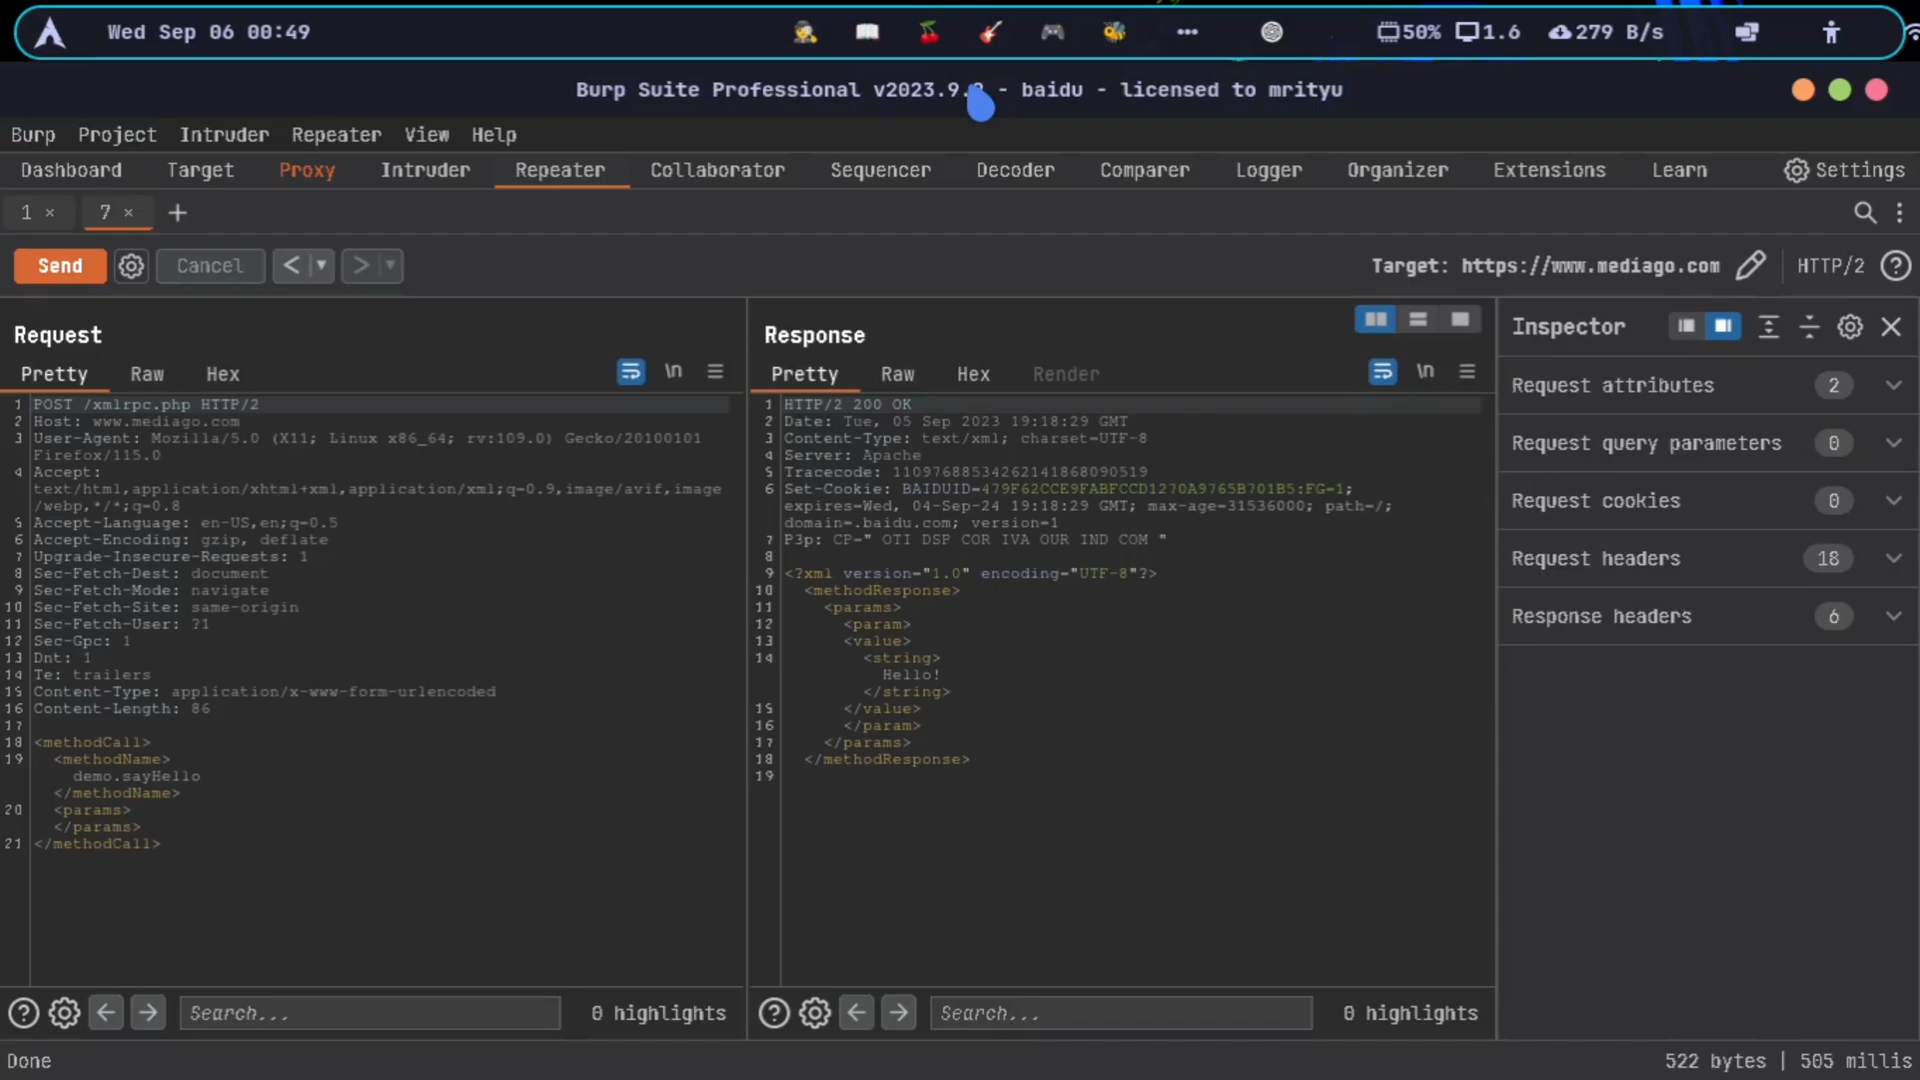 Wed Sep 06 00:49
50% 1.6 279 B/s
Burp Suite Professional v2023.9.2 - baidu - licensed to mrityu
Burp Project Intruder Repeater View Help
Dashboard Target Proxy Intruder Repeater Collaborator Sequencer Decoder Comparer Logger Organizer Extensions Learn Settings
1 × 7 × +
Send Cancel < >
Target: https://www.mediago.com HTTP/2
Request
Pretty Raw Hex \n
1 POST /xmlrpc.php HTTP/2
2 Host: www.mediago.com
3 User-Agent: Mozilla/5.0 (X11; Linux x86_64; rv:109.0) Gecko/20100101
Firefox/115.0
4 Accept:
text/html,application/xhtml+xml,application/xml;q=0.9,image/avif,image
/webp,*/*;q=0.8
5 Accept-Language: en-US,en;q=0.5
6 Accept-Encoding: gzip, deflate
7 Upgrade-Insecure-Requests: 1
8 Sec-Fetch-Dest: document
9 Sec-Fetch-Mode: navigate
10 Sec-Fetch-Site: same-origin
11 Sec-Fetch-User: ?1
12 Sec-Gpc: 1
13 Dnt: 1
14 Te: trailers
15 Content-Type: application/x-www-form-urlencoded
16 Content-Length: 86
17
18 <methodCall>
19 <methodName>
demo.sayHello
</methodName>
20 <params>
</params>
21 </methodCall>
Search... 0 highlights
Response
Pretty Raw Hex Render \n
1 HTTP/2 200 OK
2 Date: Tue, 05 Sep 2023 19:18:29 GMT
3 Content-Type: text/xml; charset=UTF-8
4 Server: Apache
5 Tracecode: 11097688534262141868090519
6 Set-Cookie: BAIDUID=479F62CCE9FABFCCD1270A9765B701B5:FG=1;
expires=Wed, 04-Sep-24 19:18:29 GMT; max-age=31536000; path=/;
domain=.baidu.com; version=1
7 P3p: CP=" OTI DSP COR IVA OUR IND COM "
8
9 <?xml version="1.0" encoding="UTF-8"?>
10 <methodResponse>
11 <params>
12 <param>
13 <value>
14 <string>
Hello!
</string>
15 </value>
16 </param>
17 </params>
18 </methodResponse>
19
Search... 0 highlights
Inspector
Request attributes 2
Request query parameters 0
Request cookies 0
Request headers 18
Response headers 6
Done
522 bytes | 505 millis